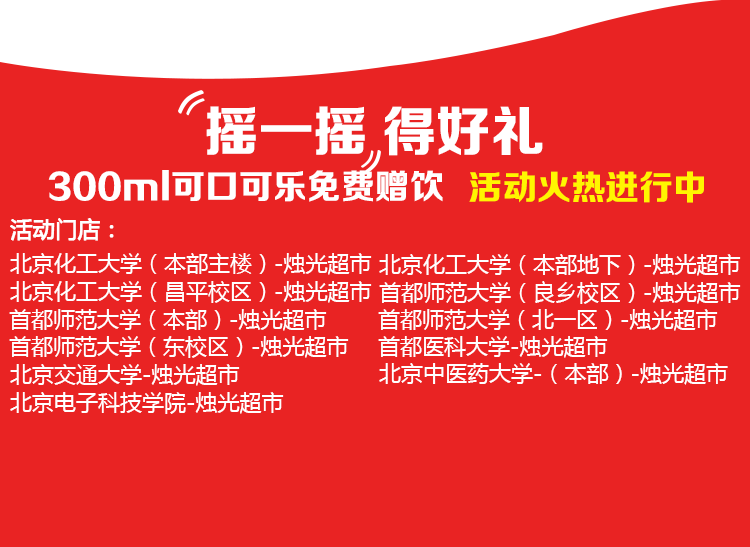 摇一摇 得好礼
300ml可口可乐免费赠饮 活动火热进行中
活动门店：
北京化工大学（本部主楼）-烛光超市 北京化工大学（本部地下）-烛光超市
北京化工大学（昌平校区）-烛光超市 首都师范大学（良乡校区）-烛光超市
首都师范大学（本部）-烛光超市 首都师范大学（北一区）-烛光超市
首都师范大学（东校区）-烛光超市 首都医科大学-烛光超市
北京交通大学-烛光超市 北京中医药大学-（本部）-烛光超市
北京电子科技学院-烛光超市